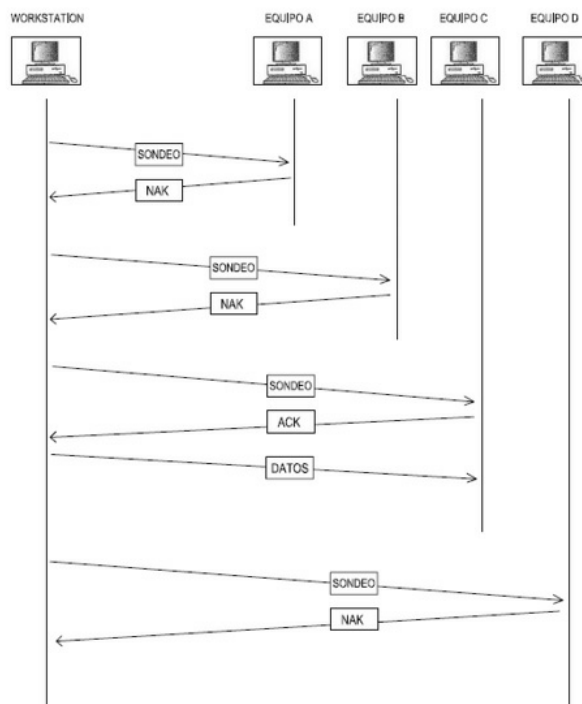 WORKSTATION EQUIPO A EQUIPO B EQUIPO C EQUIPO D
SONDEO
NAK
SONDEO
NAK
SONDEO
ACK
DATOS
SONDEO
NAK